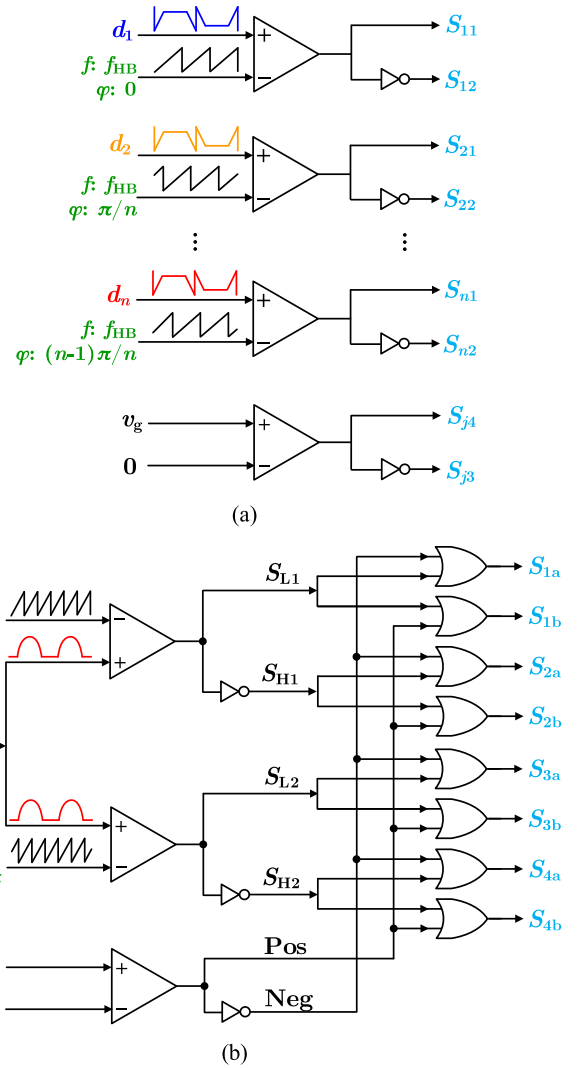 d1 + S11
f: fHB
φ: 0 − S12
d2 + S21
f: fHB
φ: π/n − S22
⋮ ⋮
dn + Sn1
f: fHB
φ: (n-1)π/n − Sn2
vg + Sj4
0 − Sj3
(a)
SL1 S1a
− S1b
+ SH1 S2a
S2b
SL2 S3a
+ S3b
− SH2 S4a
S4b
+ Pos
− Neg
(b)